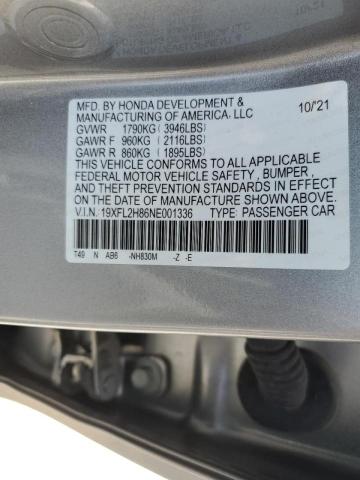 MFD. BY HONDA DEVELOPMENT & 10/'21
MANUFACTURING OF AMERICA, LLC
GVWR 1790KG ( 3946LBS)
GAWR F 960KG ( 2116LBS)
GAWR R 860KG ( 1895LBS)
THIS VEHICLE CONFORMS TO ALL APPLICABLE
FEDERAL MOTOR VEHICLE SAFETY , BUMPER ,
AND THEFT PREVENTION STANDARDS IN EFFECT
ON THE DATE OF MANUFACTURE SHOWN ABOVE.
V.I.N. : 19XFL2H86NE001336 TYPE : PASSENGER CAR
T49 N AB6 -NH830M -Z -E